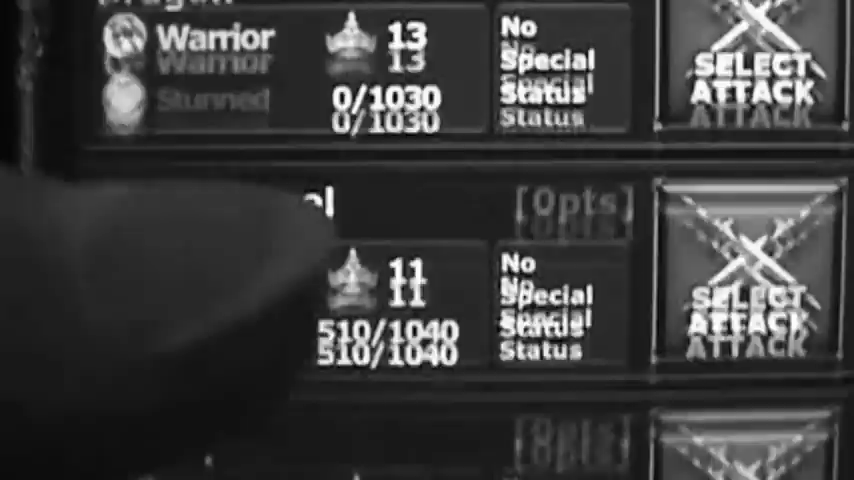 Warrior
13
No
Special
Status
SELECT
ATTACK
Stunned
0/1030
[0pts]
11
No
Special
Status
SELECT
ATTACK
510/1040
[0pts]